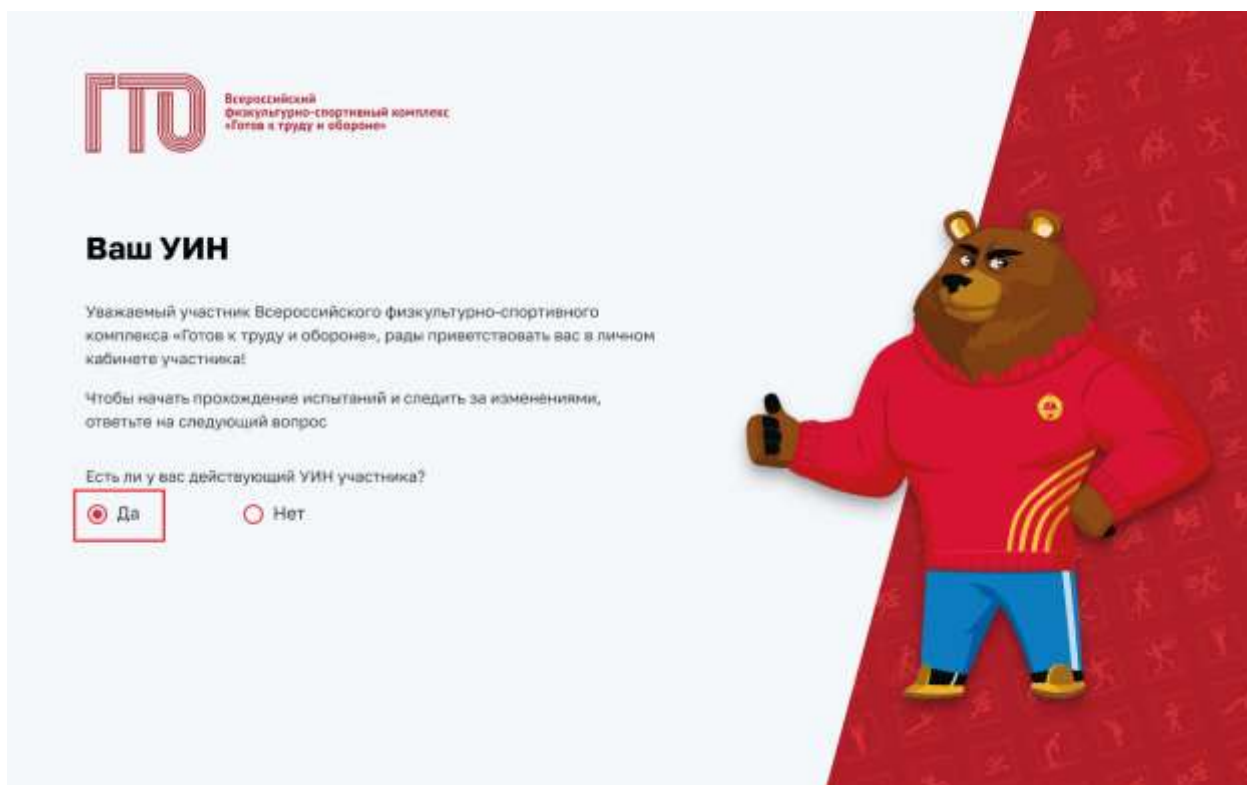 ГТО
Всероссийский
физкультурно-спортивный комплекс
«Готов к труду и обороне»
Ваш УИН
Уважаемый участник Всероссийского физкультурно-спортивного
комплекса «Готов к труду и обороне», рады приветствовать вас в личном
кабинете участника!
Чтобы начать прохождение испытаний и следить за изменениями,
ответьте на следующий вопрос
Есть ли у вас действующий УИН участника?
Да Нет